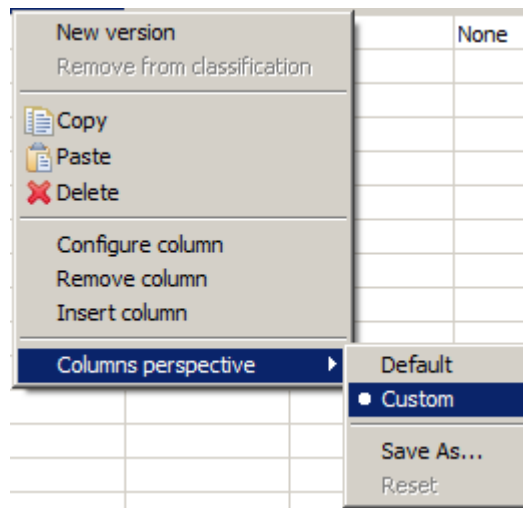 New version
None
Remove from classification
Copy
Paste
Delete
Configure column
Remove column
Insert column
Columns perspective
Default
Custom
Save As...
Reset